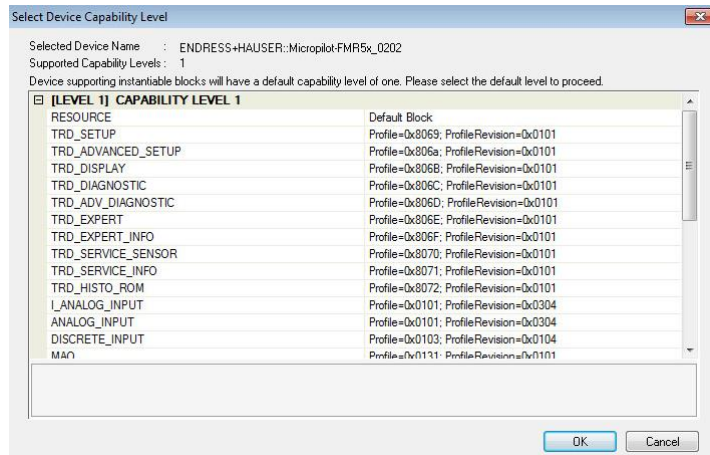 Select Device Capability Level
Selected Device Name : ENDRESS+HAUSER::Micropilot-FMR5x_0202
Supported Capability Levels : 1
Device supporting instantiable blocks will have a default capability level of one. Please select the default level to proceed.
[LEVEL 1] CAPABILITY LEVEL 1
RESOURCE Default Block
TRD_SETUP Profile=0x8069; ProfileRevision=0x0101
TRD_ADVANCED_SETUP Profile=0x806a; ProfileRevision=0x0101
TRD_DISPLAY Profile=0x806B; ProfileRevision=0x0101
TRD_DIAGNOSTIC Profile=0x806C; ProfileRevision=0x0101
TRD_ADV_DIAGNOSTIC Profile=0x806D; ProfileRevision=0x0101
TRD_EXPERT Profile=0x806E; ProfileRevision=0x0101
TRD_EXPERT_INFO Profile=0x806F; ProfileRevision=0x0101
TRD_SERVICE_SENSOR Profile=0x8070; ProfileRevision=0x0101
TRD_SERVICE_INFO Profile=0x8071; ProfileRevision=0x0101
TRD_HISTO_ROM Profile=0x8072; ProfileRevision=0x0101
I_ANALOG_INPUT Profile=0x0101; ProfileRevision=0x0304
ANALOG_INPUT Profile=0x0101; ProfileRevision=0x0304
DISCRETE_INPUT Profile=0x0103; ProfileRevision=0x0104
MAO Profile=0x0131; ProfileRevision=0x0101
OK Cancel